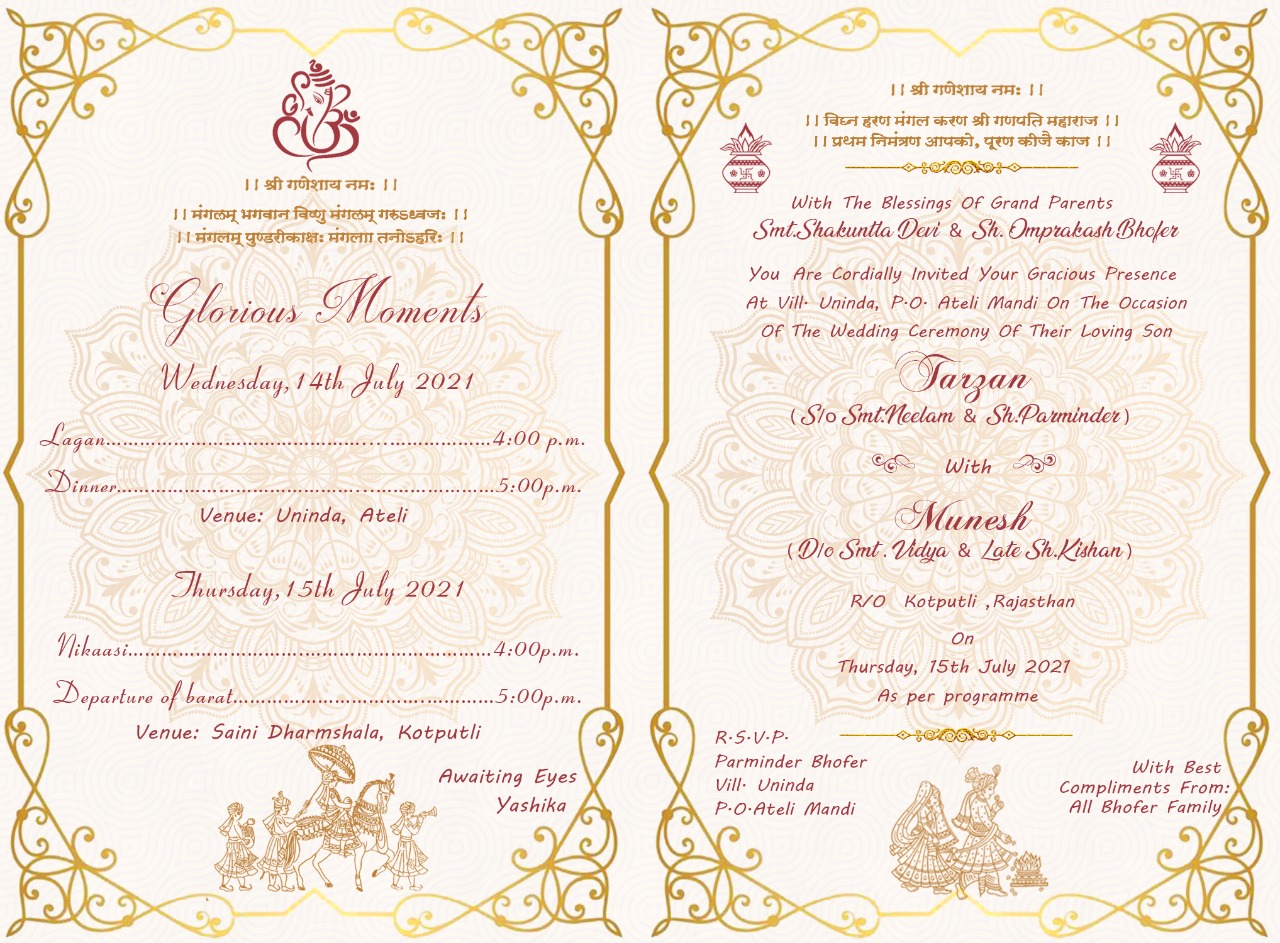 ।। श्री गणेशाय नमः ।।
।। मंगलम् भगवान विष्णु मंगलम् गरुडध्वजः ।।
।। मंगलम् पुण्डरीकाक्षः मंगलाा तनोऽहरिः ।।
Glorious Moments
Wednesday, 14th July 2021
Lagan........................................................4:00 p.m.
Dinner........................................................5:00p.m.
Venue: Uninda, Ateli
Thursday, 15th July 2021
Nikaasi........................................................4:00p.m.
Departure of barat........................................5:00p.m.
Venue: Saini Dharmshala, Kotputli
Awaiting Eyes
Yashika
।। श्री गणेशाय नमः ।।
।। विघ्न हरण मंगल करण श्री गणपति महाराज ।।
।। प्रथम निमंत्रण आपको, पूरण कीजै काज ।।
With The Blessings Of Grand Parents
Smt.Shakuntla Devi & Sh. Omprakash Bhofer
You Are Cordially Invited Your Gracious Presence
At Vill. Uninda, P.O. Ateli Mandi On The Occasion
Of The Wedding Ceremony Of Their Loving Son
Tarzan
(S/o Smt.Neelam & Sh.Parminder)
With
Munesh
(D/o Smt. Vidya & Late Sh.Kishan)
R/O Kotputli ,Rajasthan
On
Thursday, 15th July 2021
As per programme
R.S.V.P.
Parminder Bhofer
Vill. Uninda
P.O.Ateli Mandi
With Best
Compliments From:
All Bhofer Family